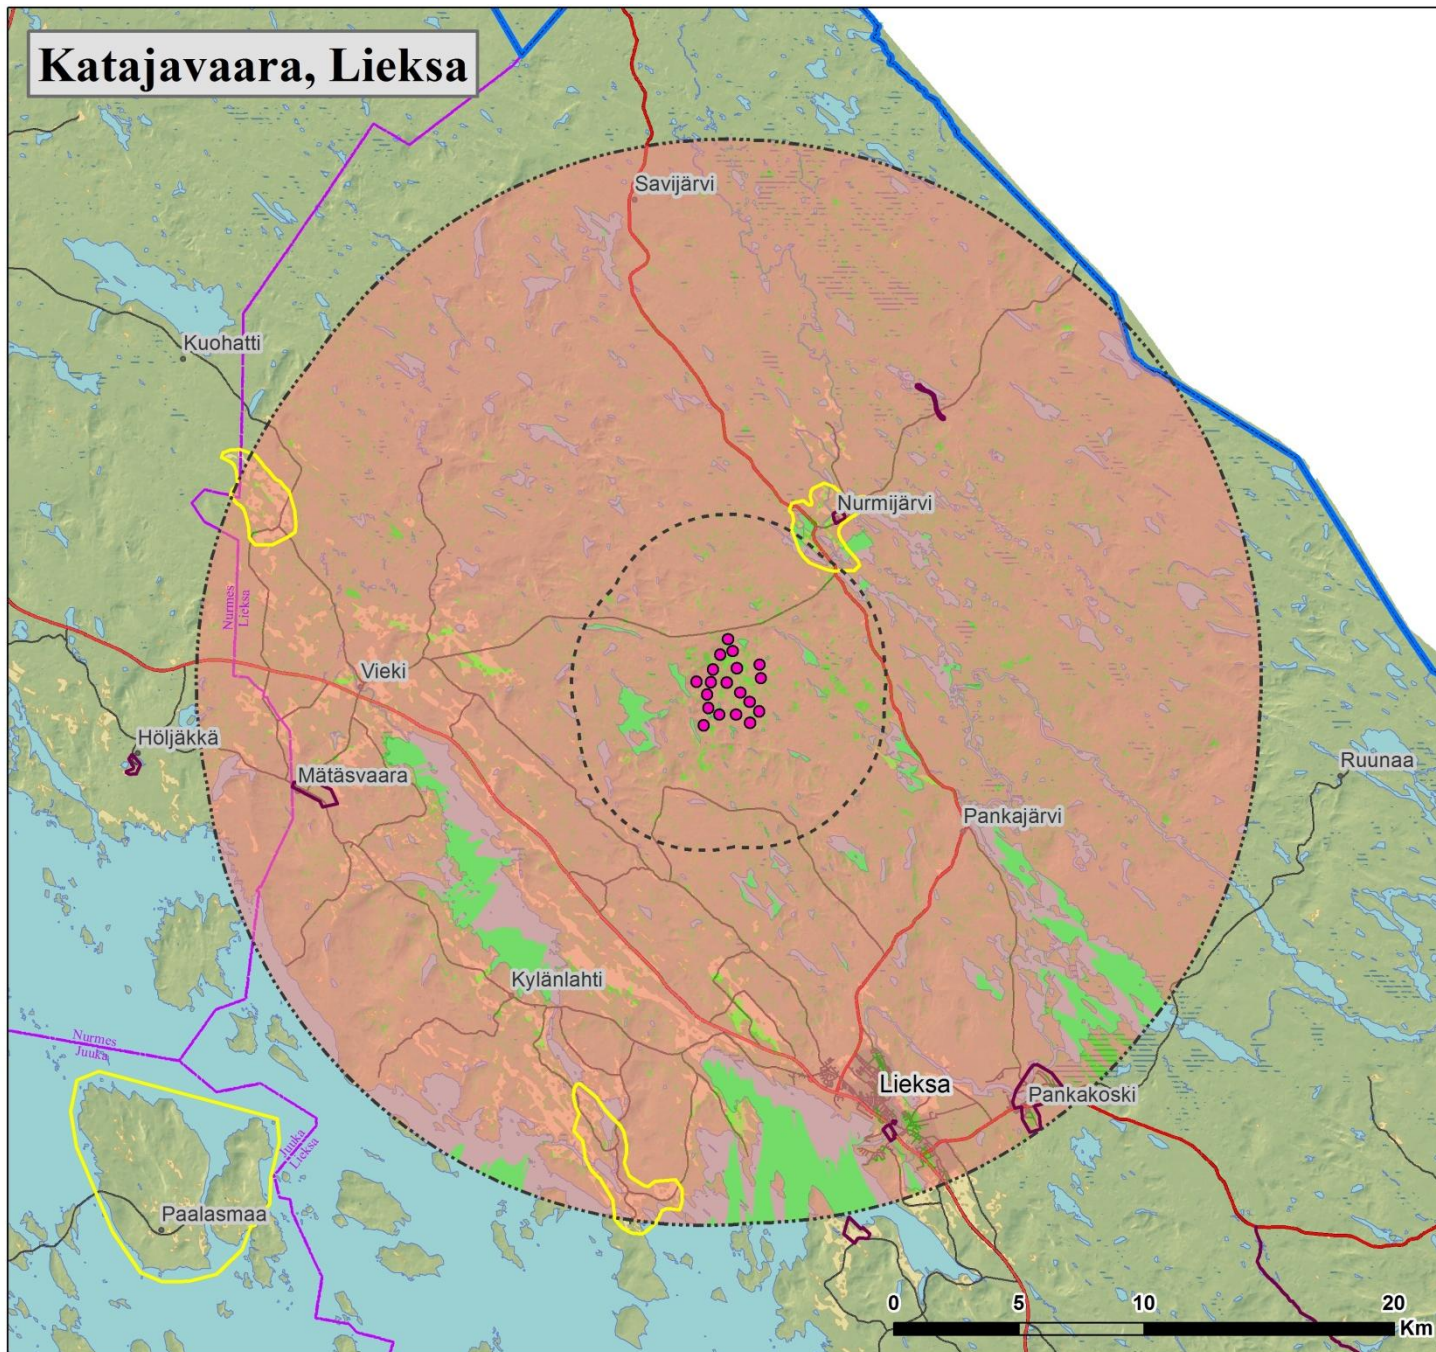 Katajavaara, Lieksa
Savijärvi
Kuohatti
Nurmijärvi
Nurmes
Lieksa
Vieki
Höljäkkä
Mätäsvaara
Ruunaa
Pankajärvi
Kylänlahti
Nurmes
Juuka
Lieksa
Pankakoski
Juuka
Lieksa
Paalasmaa
0 5 10 20
Km